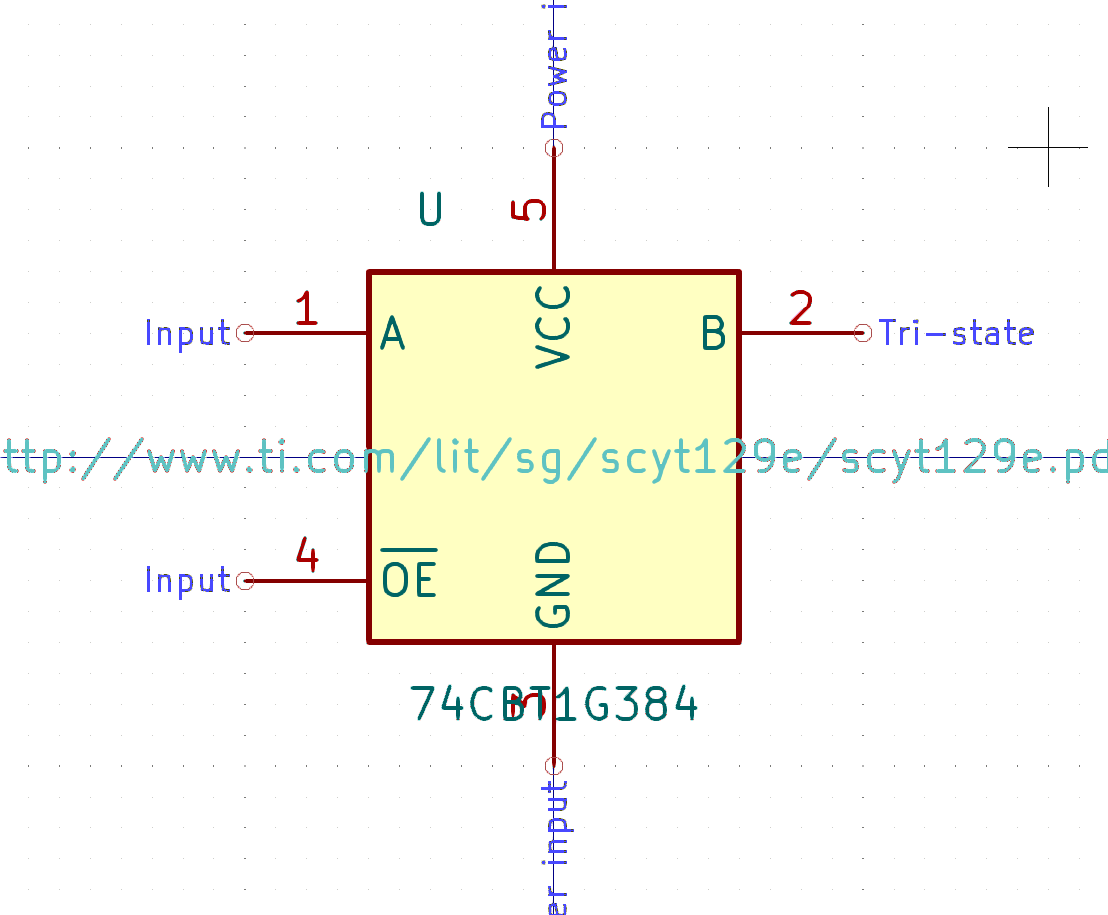 Power i
U
5
1
2
Input
A
VCC
B
Tri-state
ttp://www.ti.com/lit/sg/scyt129e/scyt129e.pd
4
Input
OE
GND
74CBT1G384
3
er input